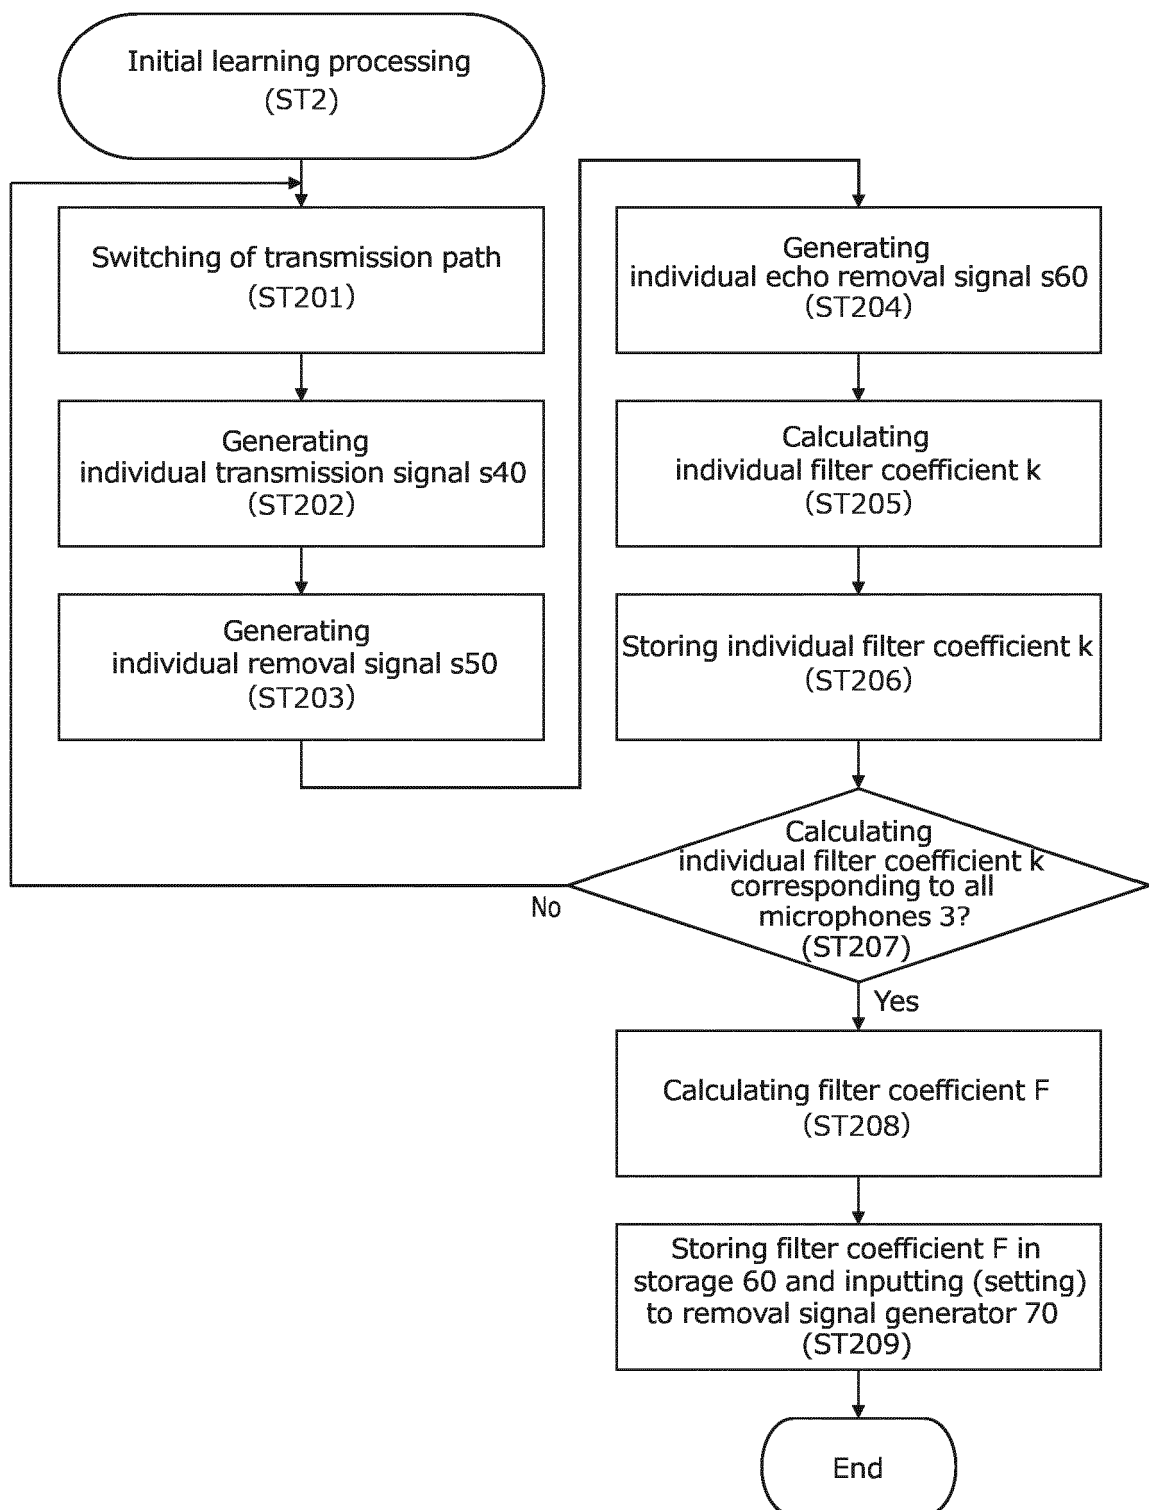 Initial learning processing
(ST2)
Switching of transmission path
(ST201)
Generating
individual transmission signal s40
(ST202)
Generating
individual removal signal s50
(ST203)
Generating
individual echo removal signal s60
(ST204)
Calculating
individual filter coefficient k
(ST205)
Storing individual filter coefficient k
(ST206)
Calculating
individual filter coefficient k
corresponding to all
microphones 3?
(ST207)
No
Yes
Calculating filter coefficient F
(ST208)
Storing filter coefficient F in
storage 60 and inputting (setting)
to removal signal generator 70
(ST209)
End